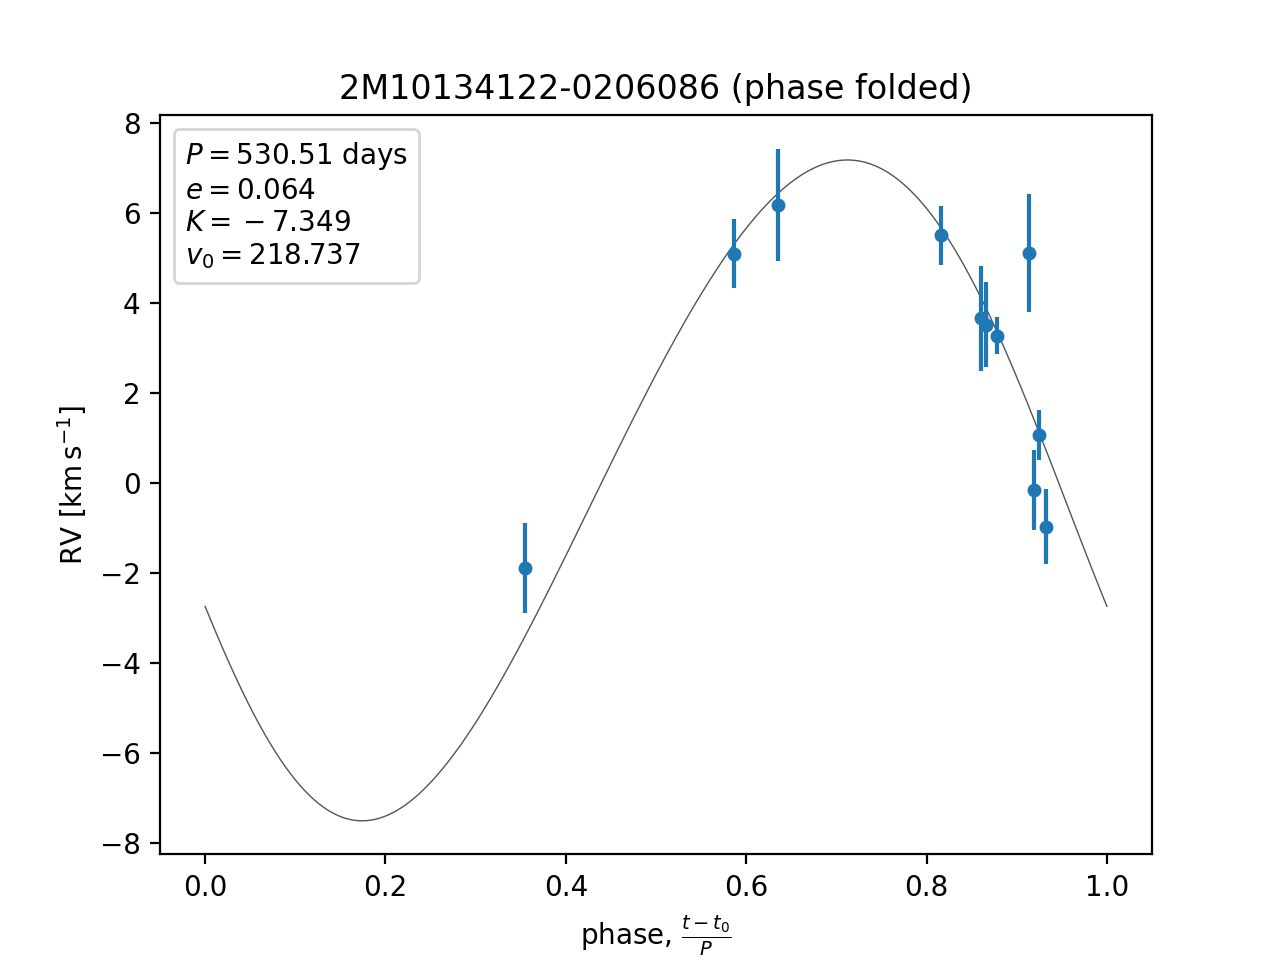 2M10134122-0206086 (phase folded)
P = 530.51 days
e = 0.064
K = −7.349
v₀ = 218.737
RV [km s⁻¹]
8
6
4
2
0
−2
−4
−6
−8
0.0 0.2 0.4 0.6 0.8 1.0
phase, (t − t₀)/P